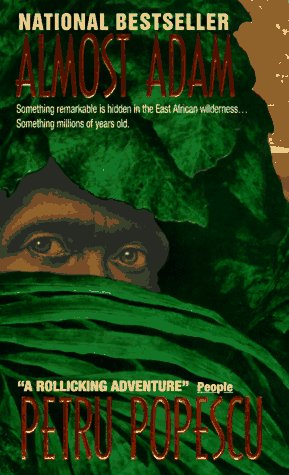 NATIONAL BESTSELLER
ALMOST ADAM
Something remarkable is hidden in the East African wilderness...
Something millions of years old.
"A ROLLICKING ADVENTURE" People
PETRU POPESCU